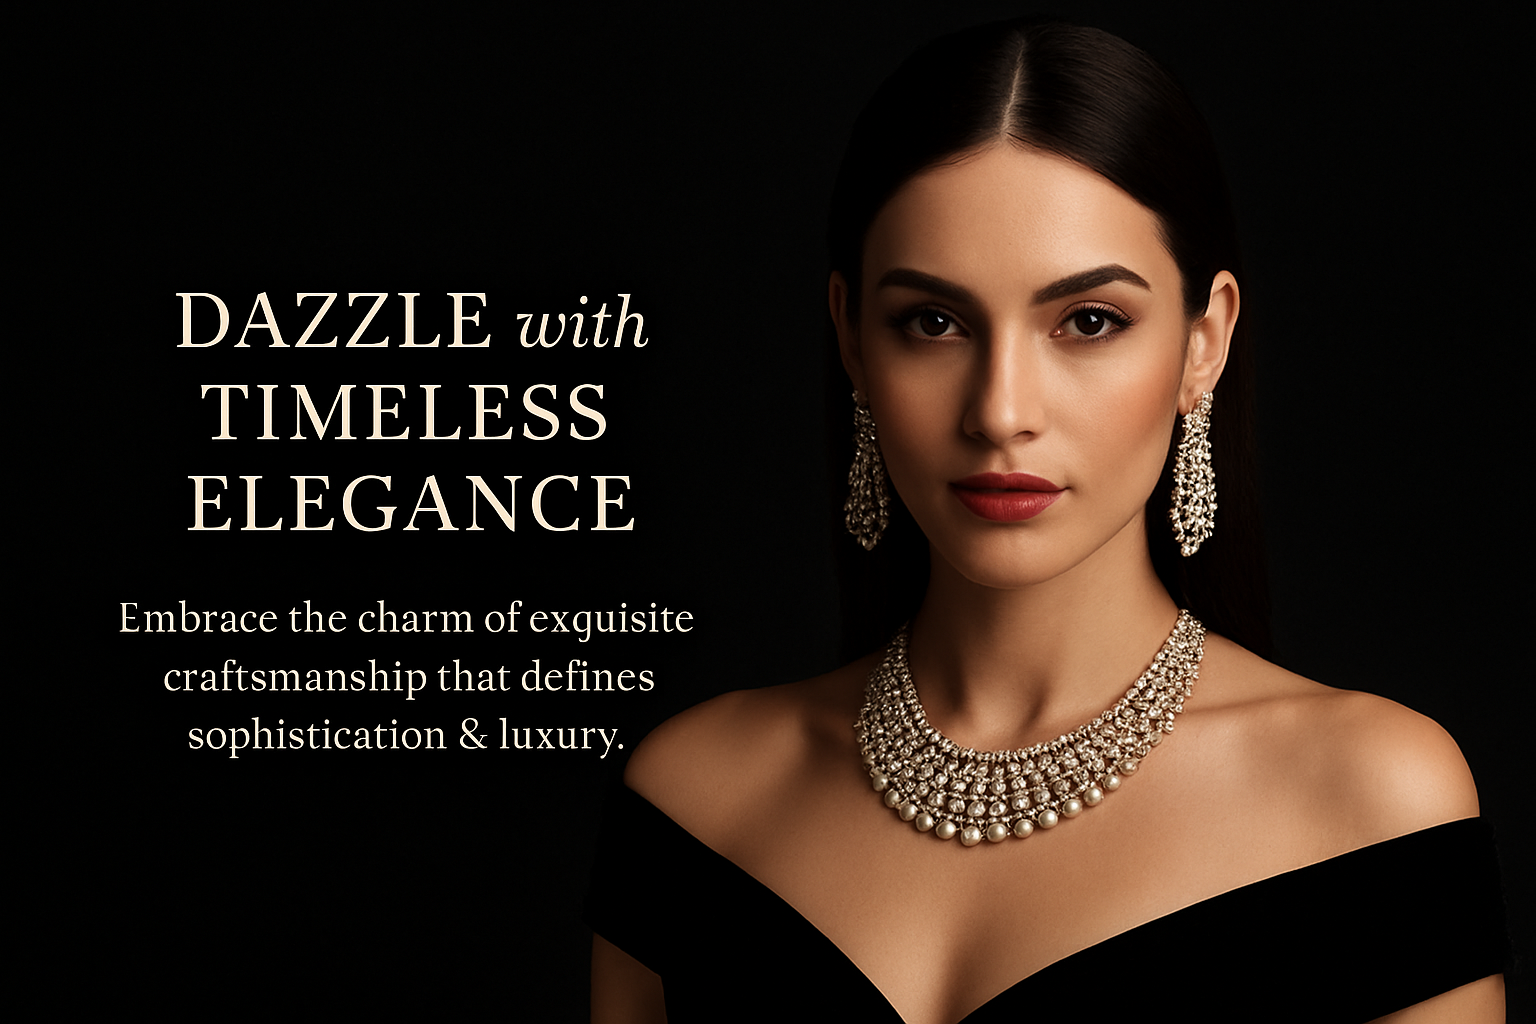 DAZZLE with
TIMELESS
ELEGANCE
Embrace the charm of exquisite
craftsmanship that defines
sophistication & luxury.